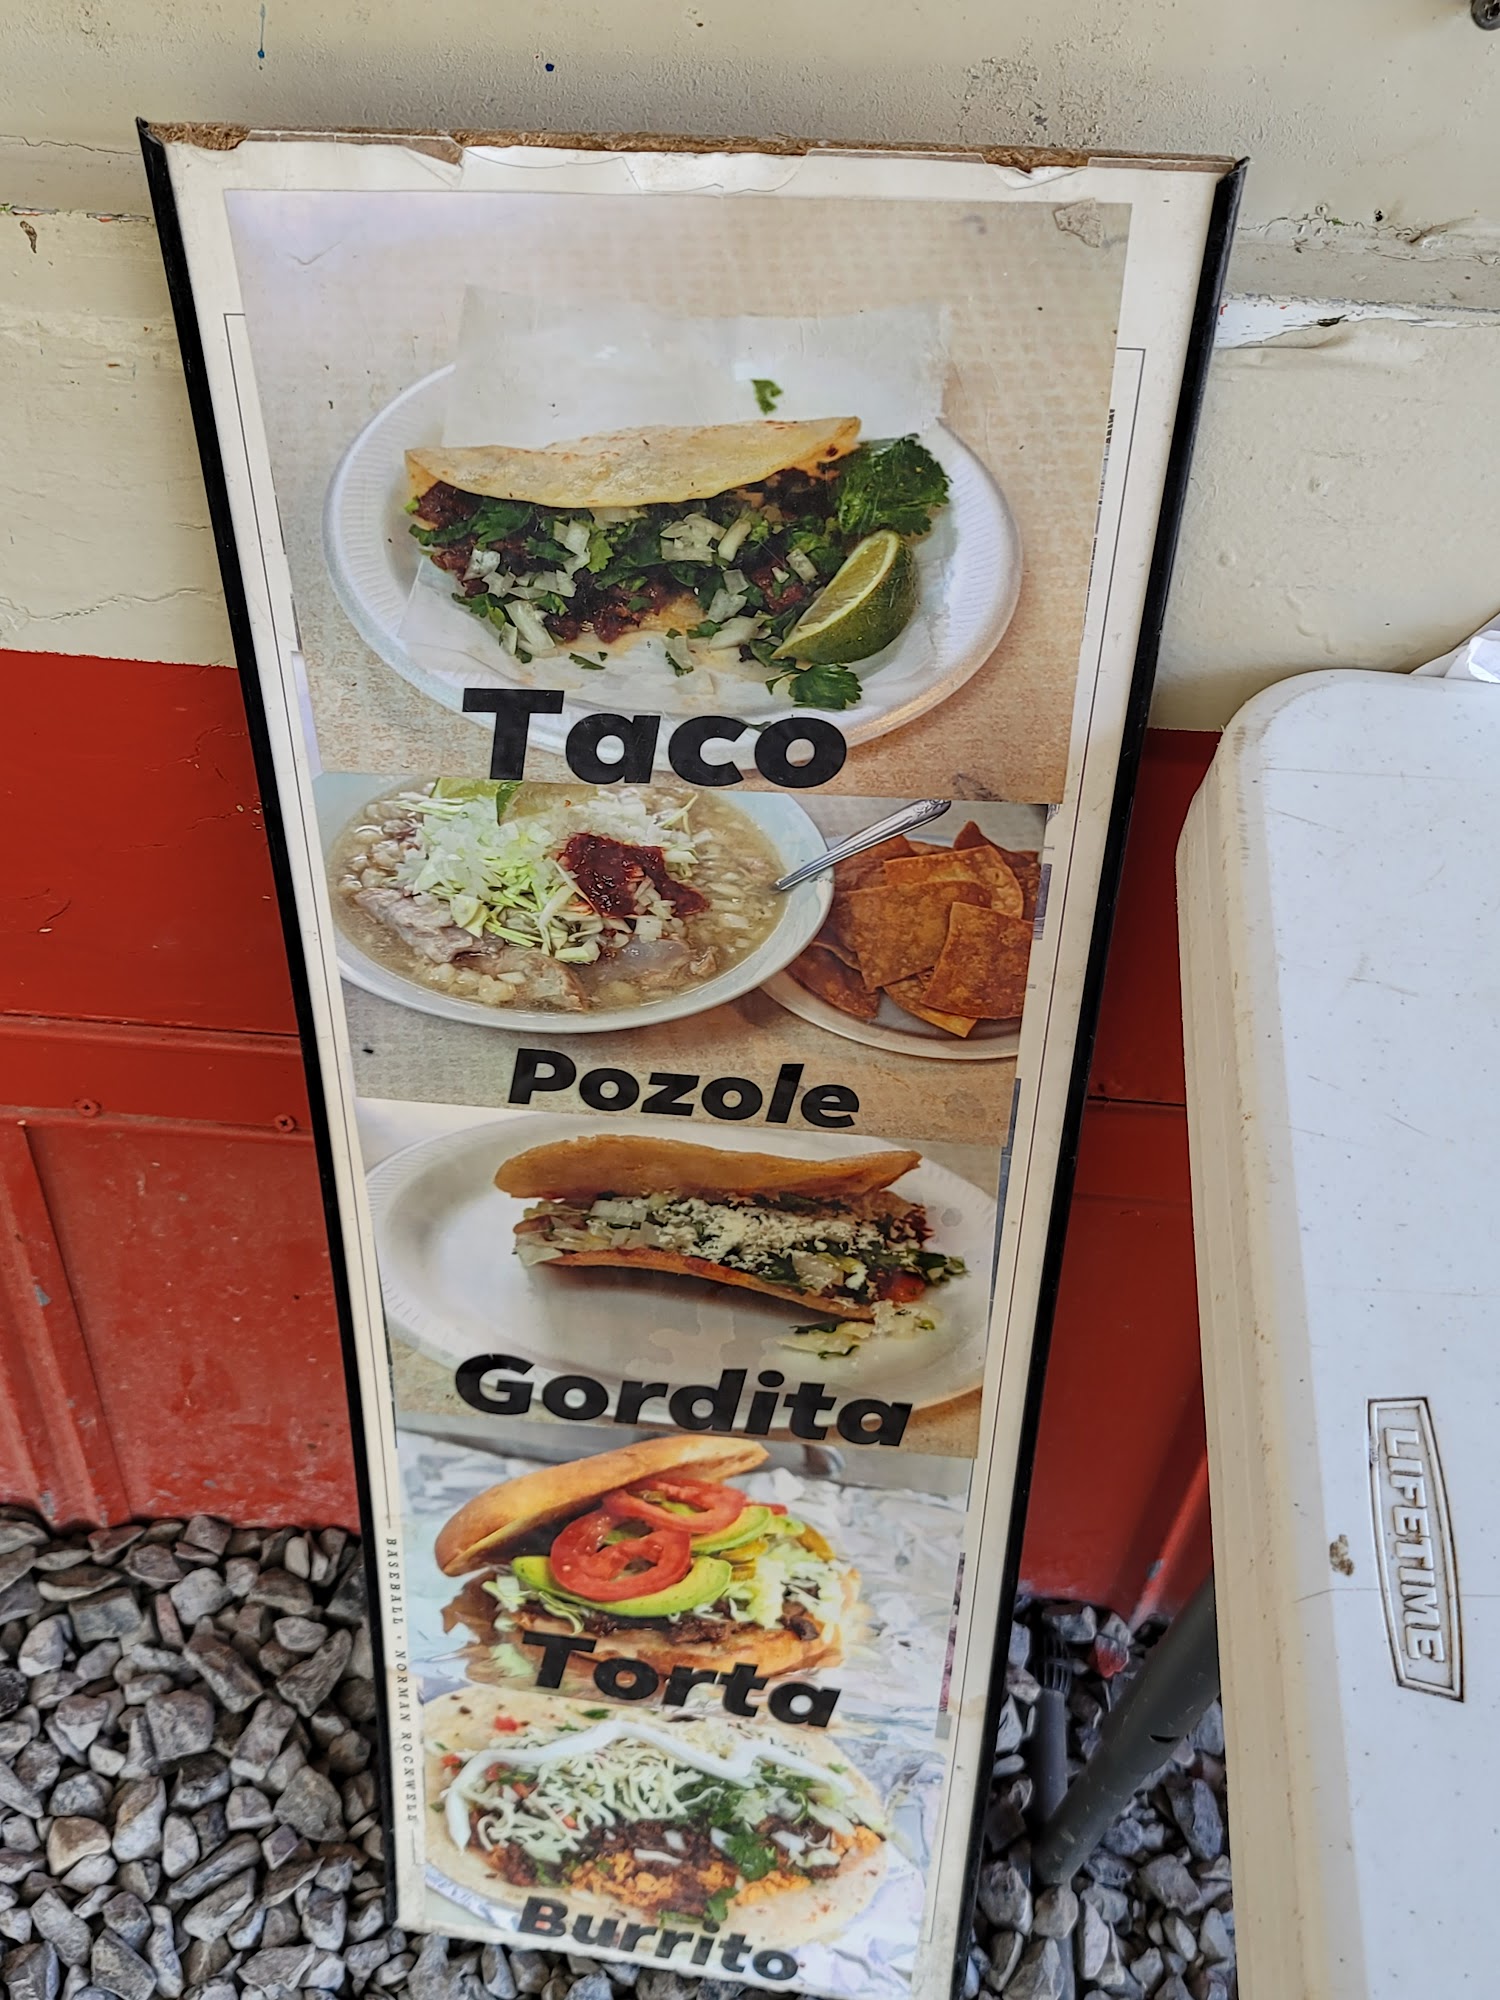 Taco
Pozole
Gordita
Torta
Burrito
BASEBALL • NORMAN ROCKWELL
LIFETIME